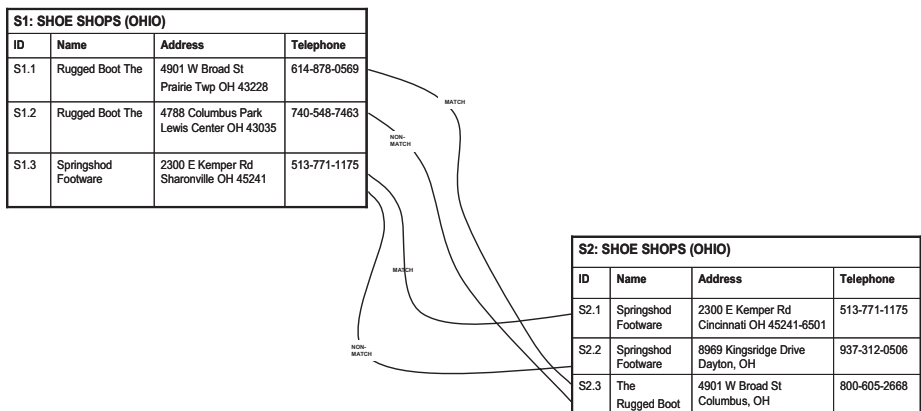 S1: SHOE SHOPS (OHIO)
ID Name Address Telephone
S1.1 Rugged Boot The 4901 W Broad St 614-878-0569
Prairie Twp OH 43228
S1.2 Rugged Boot The 4788 Columbus Park 740-548-7463
Lewis Center OH 43035
S1.3 Springshod 2300 E Kemper Rd 513-771-1175
Footware Sharonville OH 45241
MATCH
NON-
MATCH
MATCH
NON-
MATCH
S2: SHOE SHOPS (OHIO)
ID Name Address Telephone
S2.1 Springshod 2300 E Kemper Rd 513-771-1175
Footware Cincinnati OH 45241-6501
S2.2 Springshod 8969 Kingsridge Drive 937-312-0506
Footware Dayton, OH
S2.3 The 4901 W Broad St 800-605-2668
Rugged Boot Columbus, OH